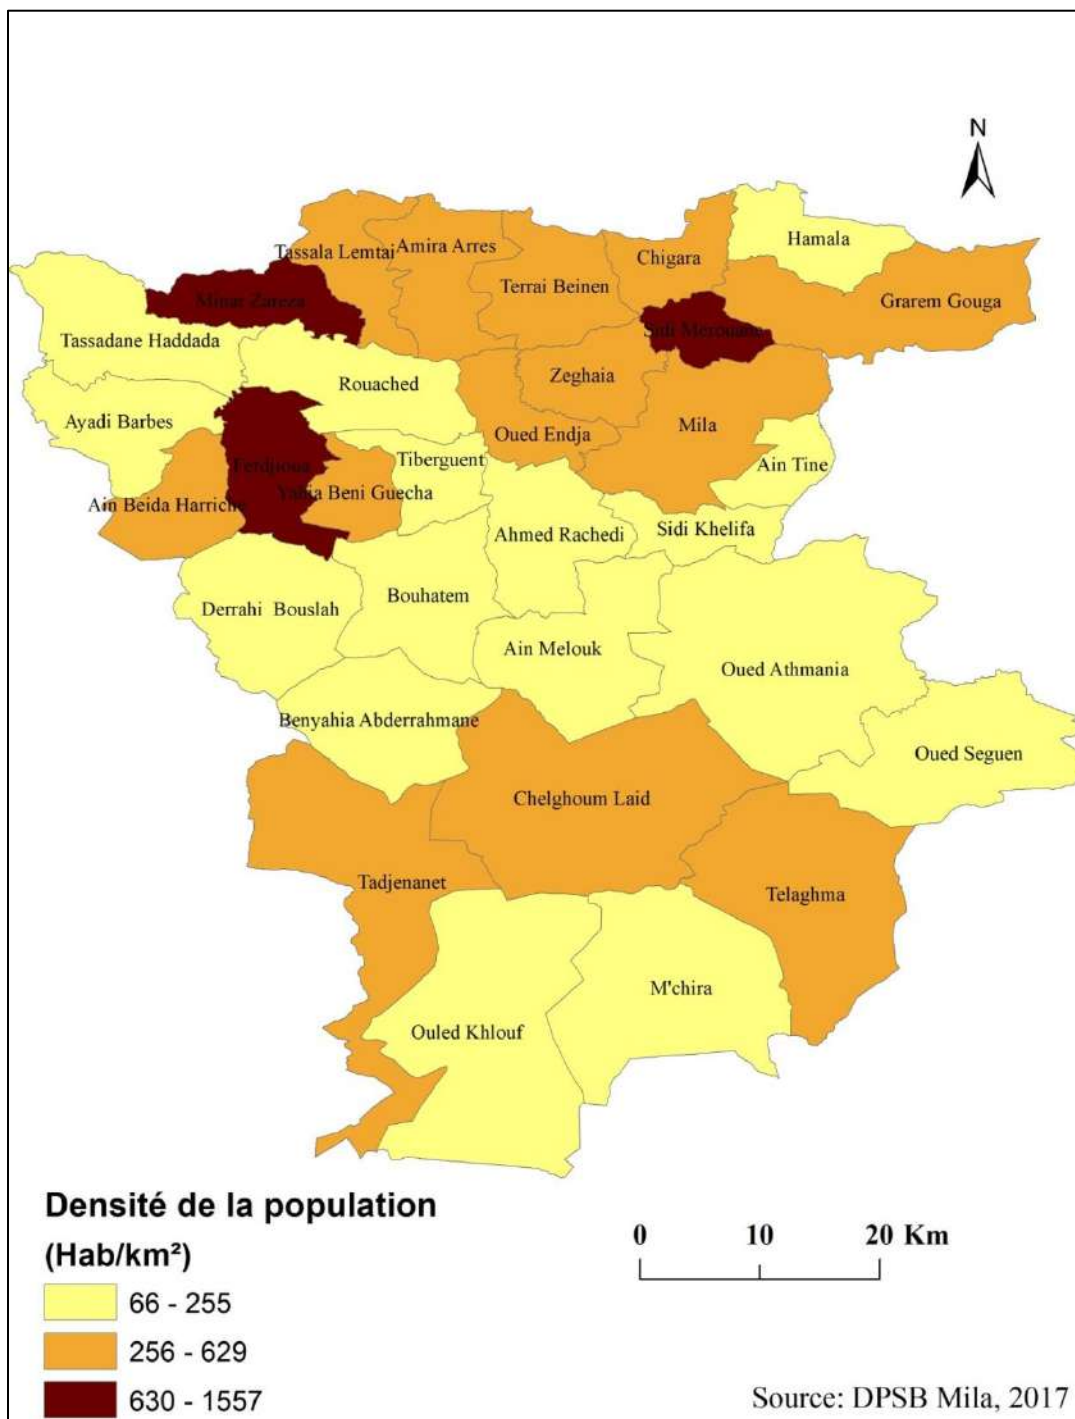 N
Hamala
Tassala Lemtai
Amira Arres
Chigara
Terrai Beinen
Grarem Gouga
Minar Zareza
Sidi Merouane
Tassadane Haddada
Rouached
Zeghaia
Ayadi Barbes
Oued Endja
Mila
Tiberguent
Ain Tine
Ferdjioua
Yahia Beni Guecha
Ain Beida Harriche
Ahmed Rachedi
Sidi Khelifa
Derrahi Bouslah
Bouhatem
Ain Melouk
Oued Athmania
Benyahia Abderrahmane
Oued Seguen
Chelghoum Laid
Tadjenanet
Telaghma
M'chira
Ouled Khlouf
Densité de la population
(Hab/km²)
66 - 255
256 - 629
630 - 1557
0 10 20 Km
Source: DPSB Mila, 2017